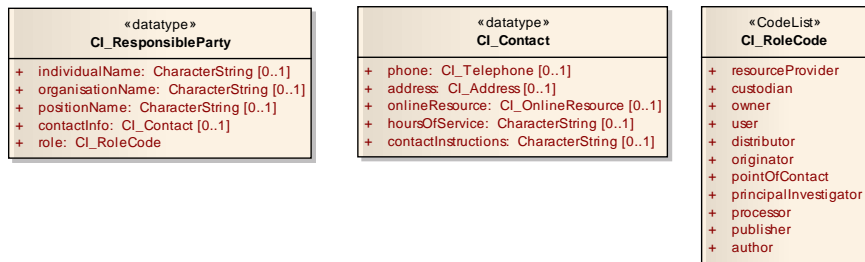 «datatype»
CI_ResponsibleParty
+ individualName: CharacterString [0..1]
+ organisationName: CharacterString [0..1]
+ positionName: CharacterString [0..1]
+ contactInfo: CI_Contact [0..1]
+ role: CI_RoleCode
«datatype»
CI_Contact
+ phone: CI_Telephone [0..1]
+ address: CI_Address [0..1]
+ onlineResource: CI_OnlineResource [0..1]
+ hoursOfService: CharacterString [0..1]
+ contactInstructions: CharacterString [0..1]
«CodeList»
CI_RoleCode
+ resourceProvider
+ custodian
+ owner
+ user
+ distributor
+ originator
+ pointOfContact
+ principalInvestigator
+ processor
+ publisher
+ author